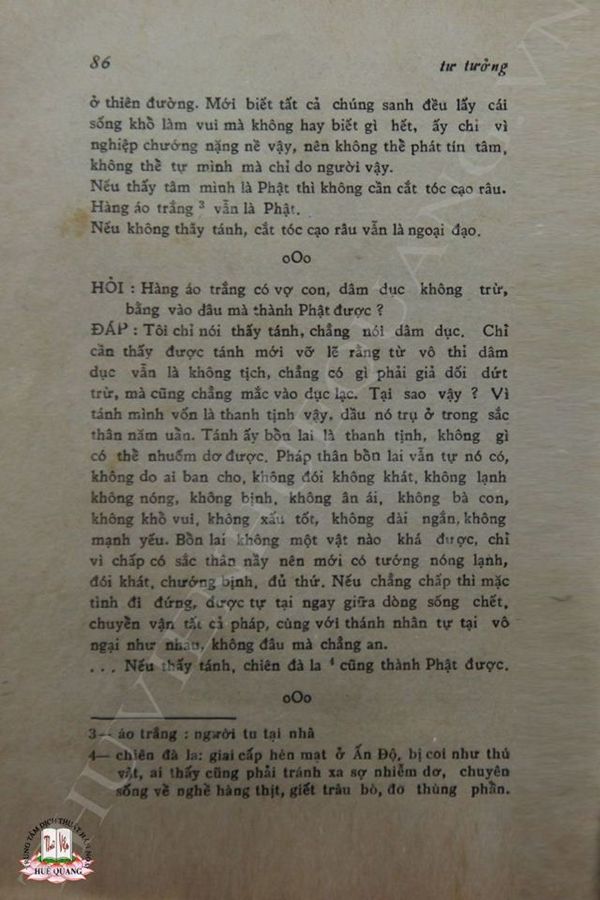 86 tư tưởng
ở thiên đường. Mới biết tất cả chúng sanh đều lấy cái
sống khổ làm vui mà không hay biết gì hết, ấy chỉ vì
nghiệp chướng nặng nề vậy, nên không thể phát tín tâm,
không thể tự mình mà chỉ do người vậy.
Nếu thấy tâm mình là Phật thì không cần cắt tóc cạo râu.
Hàng áo trắng ³ vẫn là Phật.
Nếu không thấy tánh, cắt tóc cạo râu vẫn là ngoại đạo.
oOo
HỎI : Hàng áo trắng có vợ con, dâm dục không trừ,
bằng vào đâu mà thành Phật được ?
ĐÁP : Tôi chỉ nói thấy tánh, chẳng nói dâm dục. Chỉ
cần thấy được tánh mới vỡ lẽ rằng từ vô thỉ dâm
dục vẫn là không tịch, chẳng có gì phải giả dối dứt
trừ, mà cũng chẳng mắc vào dục lạc. Tại sao vậy ? Vì
tánh mình vốn là thanh tịnh vậy, dầu nó trụ ở trong sắc
thân năm uẩn. Tánh ấy bổn lai là thanh tịnh, không gì
có thể nhuốm dơ được. Pháp thân bổn lai vẫn tự nó có,
không do ai ban cho, không đói không khát, không lạnh
không nóng, không bịnh, không ân ái, không bà con,
không khổ vui, không xấu tốt, không dài ngắn, không
mạnh yếu. Bổn lai không một vật nào khá được, chỉ
vì chấp có sắc thân nầy nên mới có tướng nóng lạnh,
đói khát, chướng bịnh, đủ thứ. Nếu chẳng chấp thì mặc
tình đi đứng, được tự tại ngay giữa dòng sống chết,
chuyển vận tất cả pháp, cùng với thánh nhân tự tại vô
ngại như nhau, không đâu mà chẳng an.
. . . Nếu thấy tánh, chiên đà la ⁴ cũng thành Phật được.
oOo
3— áo trắng : người tu tại nhà
4— chiên đà la: giai cấp hèn mạt ở Ấn Độ, bị coi như thú
vật, ai thấy cũng phải tránh xa sợ nhiễm dơ, chuyên
sống về nghề hàng thịt, giết trâu bò, đổ thùng phân.
HUỆ QUANG